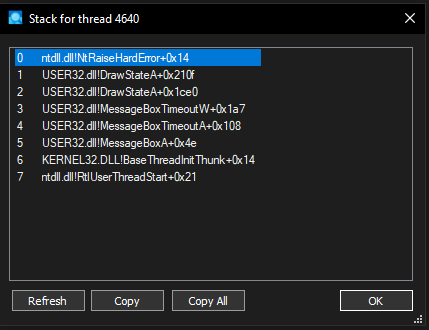 Stack for thread 4640
0 ntdll.dll!NtRaiseHardError+0x14
1 USER32.dll!DrawStateA+0x210f
2 USER32.dll!DrawStateA+0x1ce0
3 USER32.dll!MessageBoxTimeoutW+0x1a7
4 USER32.dll!MessageBoxTimeoutA+0x108
5 USER32.dll!MessageBoxA+0x4e
6 KERNEL32.DLL!BaseThreadInitThunk+0x14
7 ntdll.dll!RtlUserThreadStart+0x21
Refresh Copy Copy All OK